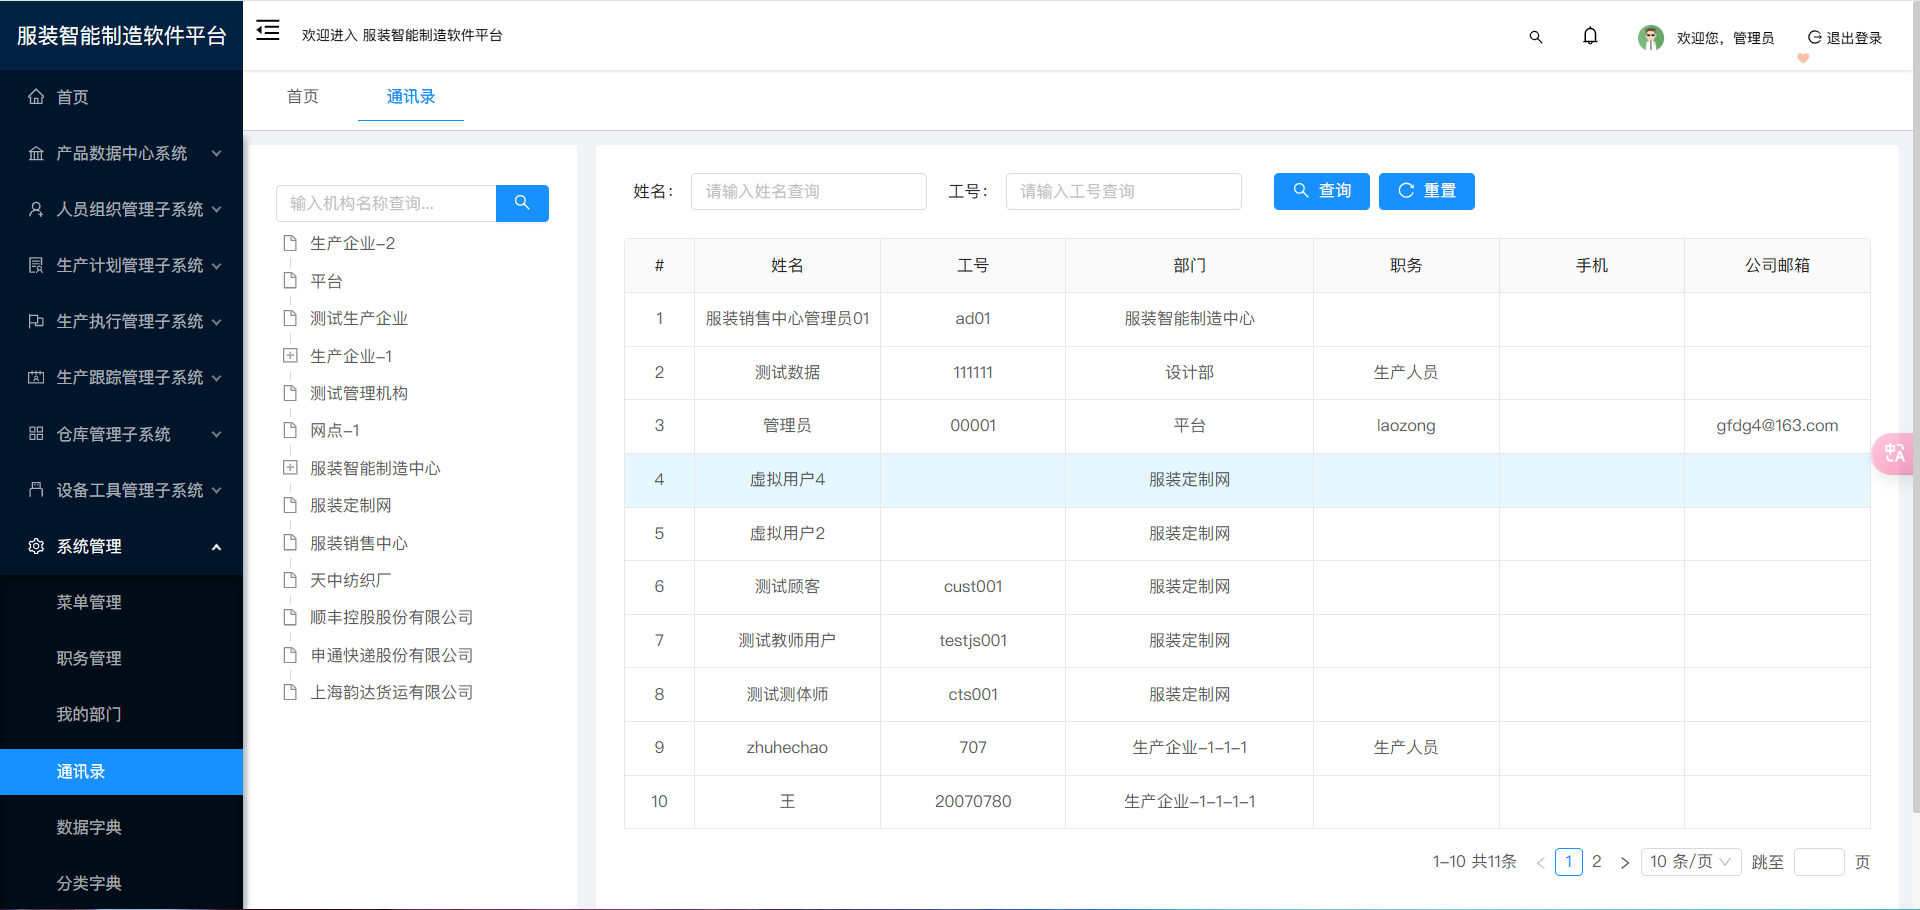 服装智能制造软件平台
欢迎进入 服装智能制造软件平台
欢迎您，管理员
退出登录
首页
产品数据中心系统
人员组织管理子系统
生产计划管理子系统
生产执行管理子系统
生产跟踪管理子系统
仓库管理子系统
设备工具管理子系统
系统管理
菜单管理
职务管理
我的部门
通讯录
数据字典
分类字典
首页 通讯录
输入机构名称查询...
生产企业-2
平台
测试生产企业
生产企业-1
测试管理机构
网点-1
服装智能制造中心
服装定制网
服装销售中心
天中纺织厂
顺丰控股股份有限公司
申通快递股份有限公司
上海韵达货运有限公司
姓名： 请输入姓名查询 工号： 请输入工号查询 查询 重置
# 姓名 工号 部门 职务 手机 公司邮箱
1 服装销售中心管理员01 ad01 服装智能制造中心
2 测试数据 111111 设计部 生产人员
3 管理员 00001 平台 laozong gfdg4@163.com
4 虚拟用户4 服装定制网
5 虚拟用户2 服装定制网
6 测试顾客 cust001 服装定制网
7 测试教师用户 testjs001 服装定制网
8 测试测体师 cts001 服装定制网
9 zhuhechao 707 生产企业-1-1-1 生产人员
10 王 20070780 生产企业-1-1-1-1
1-10 共11条 < 1 2 > 10 条/页 跳至 页
中A